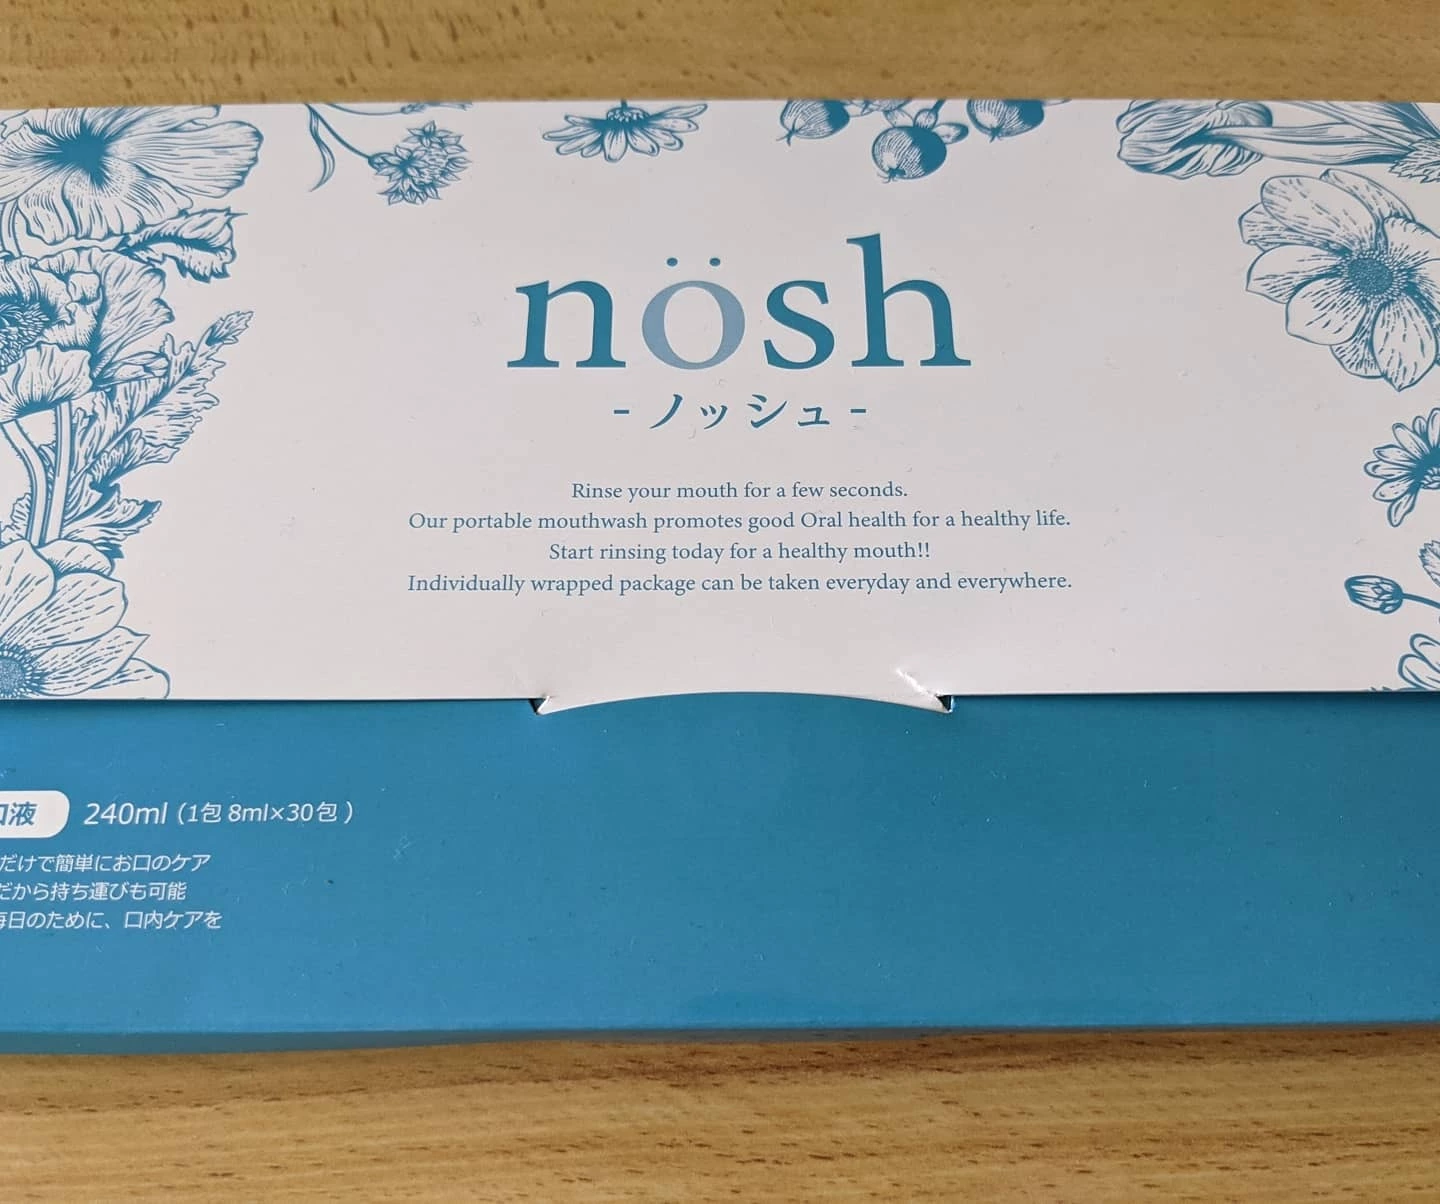 nösh
- ノッシュ -
Rinse your mouth for a few seconds.
Our portable mouthwash promotes good Oral health for a healthy life.
Start rinsing today for a healthy mouth!!
Individually wrapped package can be taken everyday and everywhere.
口液 240ml (1包 8ml×30包)
だけで簡単にお口のケア
だから持ち運びも可能
毎日のために、口内ケアを